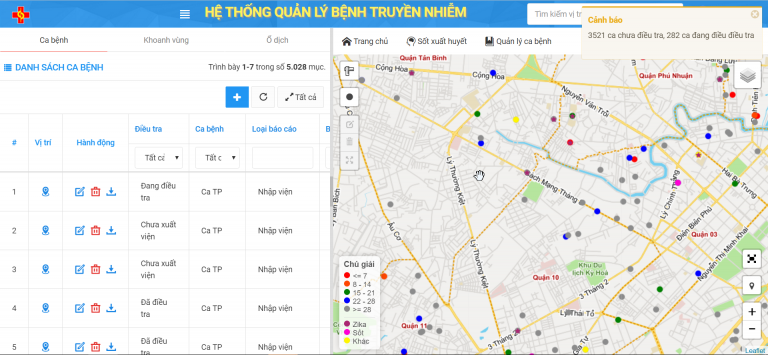 HỆ THỐNG QUẢN LÝ BỆNH TRUYỀN NHIỄM
Tìm kiếm vị tr
Cảnh báo
3521 ca chưa điều tra, 282 ca đang điều điều tra
Ca bệnh
Khoanh vùng
Ổ dịch
Trang chủ
Sốt xuất huyết
Quản lý ca bệnh
DANH SÁCH CA BỆNH
Trình bày 1-7 trong số 5.028 mục.
Tất cả
#
Vị trí
Hành động
Điều tra
Ca bệnh
Loại báo cáo
B
Tất cả
Tất c
1
Đang điều tra
Ca TP
Nhập viện
2
Chưa xuất viện
Ca TP
Nhập viện
3
Chưa xuất viện
Ca TP
Nhập viện
4
Đã điều tra
Ca TP
Nhập viện
5
Đã điều
tra
Ca TP
Nhập viện
Quận Tân Bình
Cộng Hòa
Cộng Hòa
Quận Phú Nhuận
Nguyễn Văn Trỗi
Lý Thường Kiệt
Cách Mạng Tháng
Lý Chính Thắng
Hai Bà Trưng
Điện Biên Phủ
Quận 03
Nguyễn Thị Minh Khai
Âu Cơ
Lý Thường Kiệt
Khu Du
lịch Kỳ Hòa
Quận 10
3 Tháng 2
Lý Thái Tổ
Quận 11
3 Tháng 2
Chú giải
<= 7
8 - 14
15 - 21
22 - 28
>= 28
Zika
Sốt
Khác
+
−
Leaflet